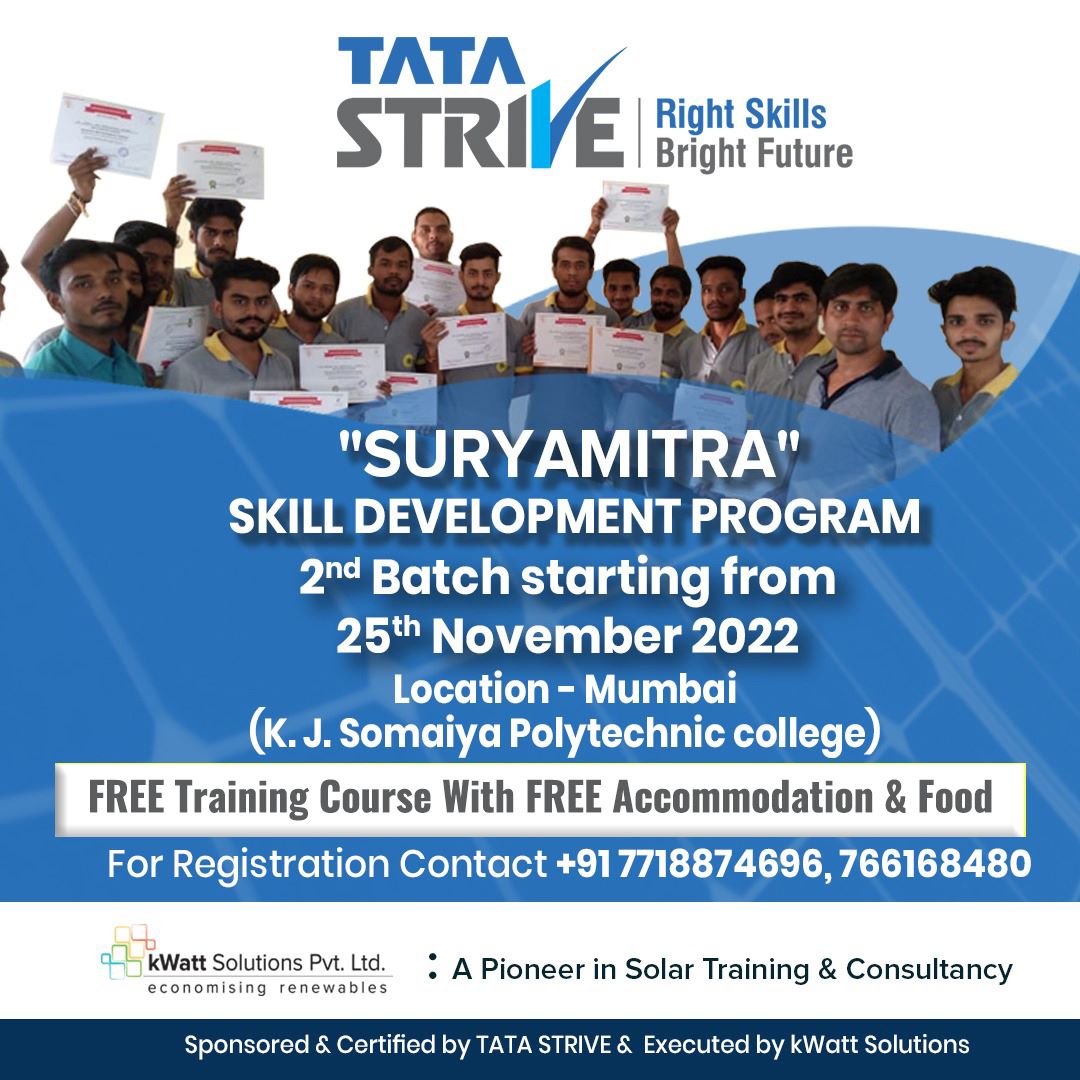 TATA
STRIVE
Right Skills
Bright Future
"SURYAMITRA"
SKILL DEVELOPMENT PROGRAM
2nd Batch starting from
25th November 2022
Location - Mumbai
(K. J. Somaiya Polytechnic college)
FREE Training Course With FREE Accommodation & Food
For Registration Contact +91 7718874696, 766168480
kWatt Solutions Pvt. Ltd.
economising renewables
: A Pioneer in Solar Training & Consultancy
Sponsored & Certified by TATA STRIVE & Executed by kWatt Solutions